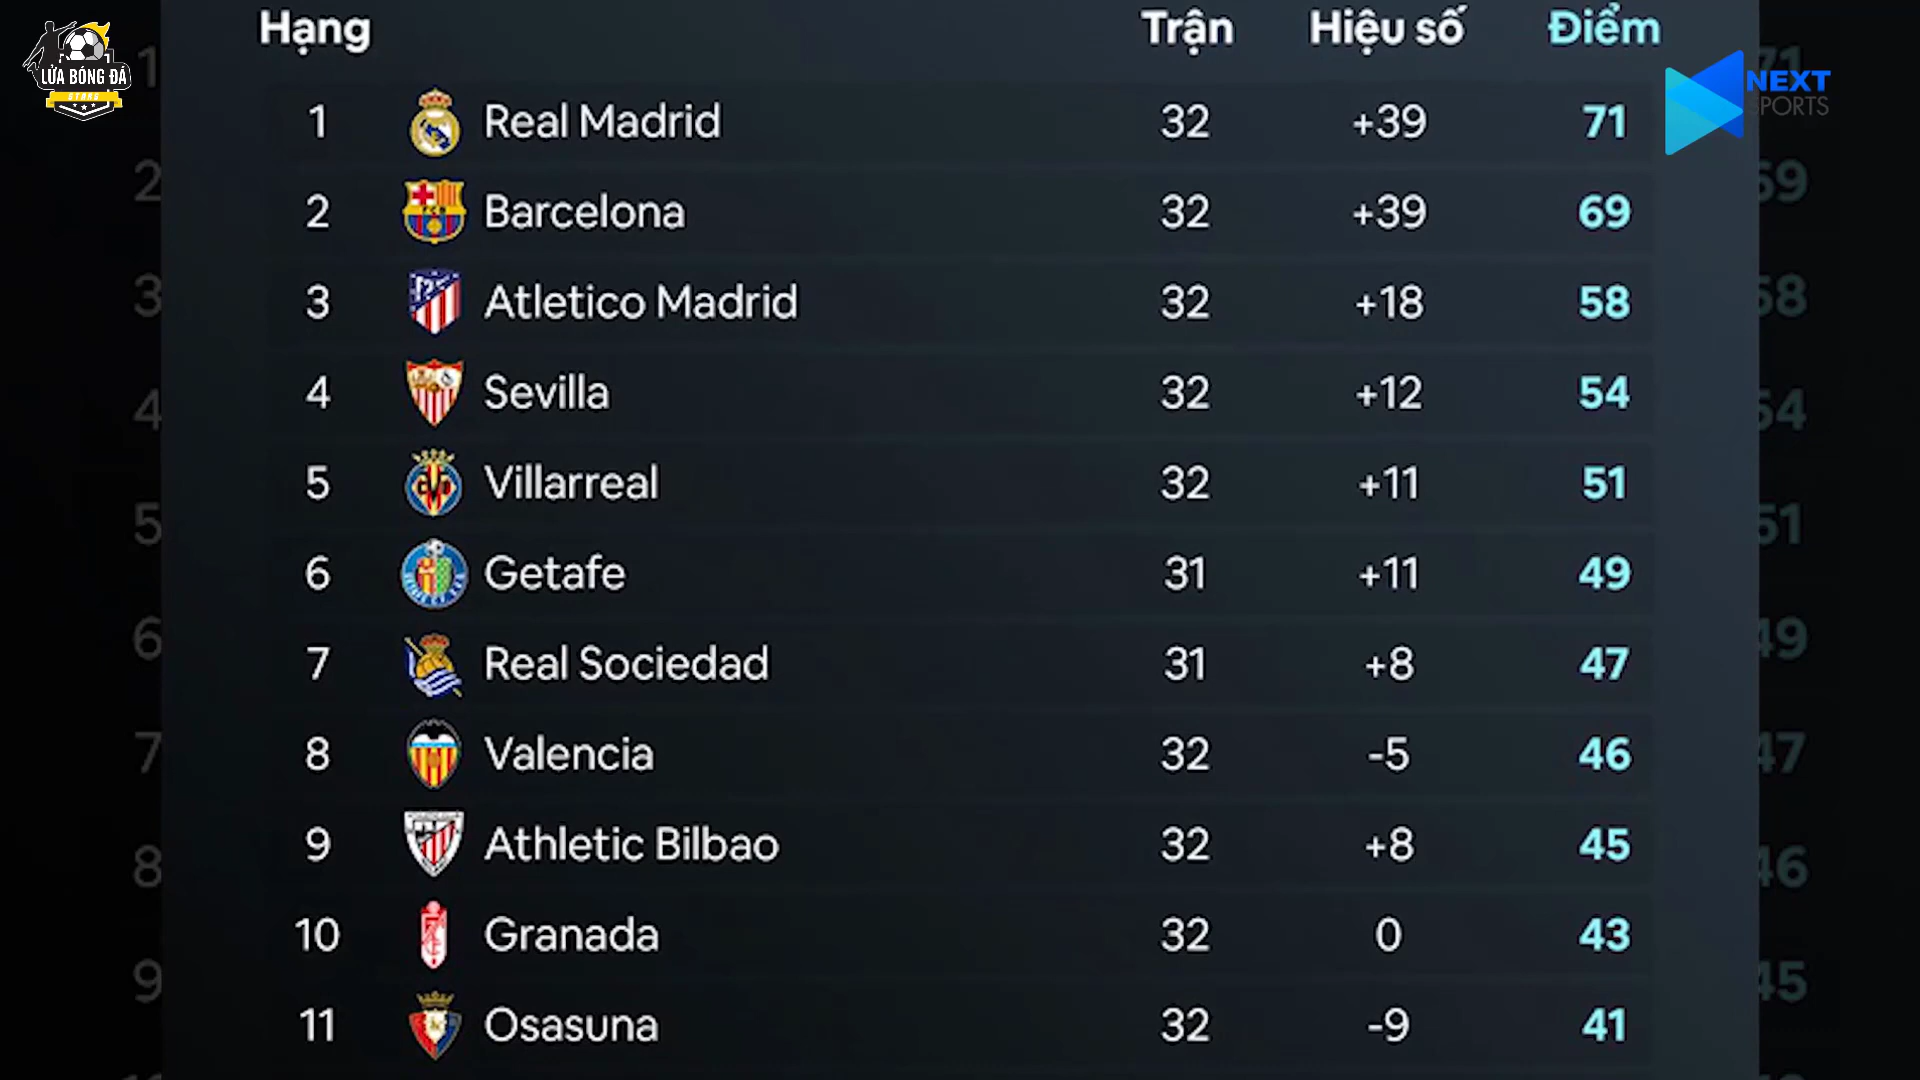 LỬA BÓNG ĐÁ
STORE
NEXT
SPORTS
Hạng Trận Hiệu số Điểm
1 Real Madrid 32 +39 71
2 Barcelona 32 +39 69
3 Atletico Madrid 32 +18 58
4 Sevilla 32 +12 54
5 Villarreal 32 +11 51
6 Getafe 31 +11 49
7 Real Sociedad 31 +8 47
8 Valencia 32 -5 46
9 Athletic Bilbao 32 +8 45
10 Granada 32 0 43
11 Osasuna 32 -9 41